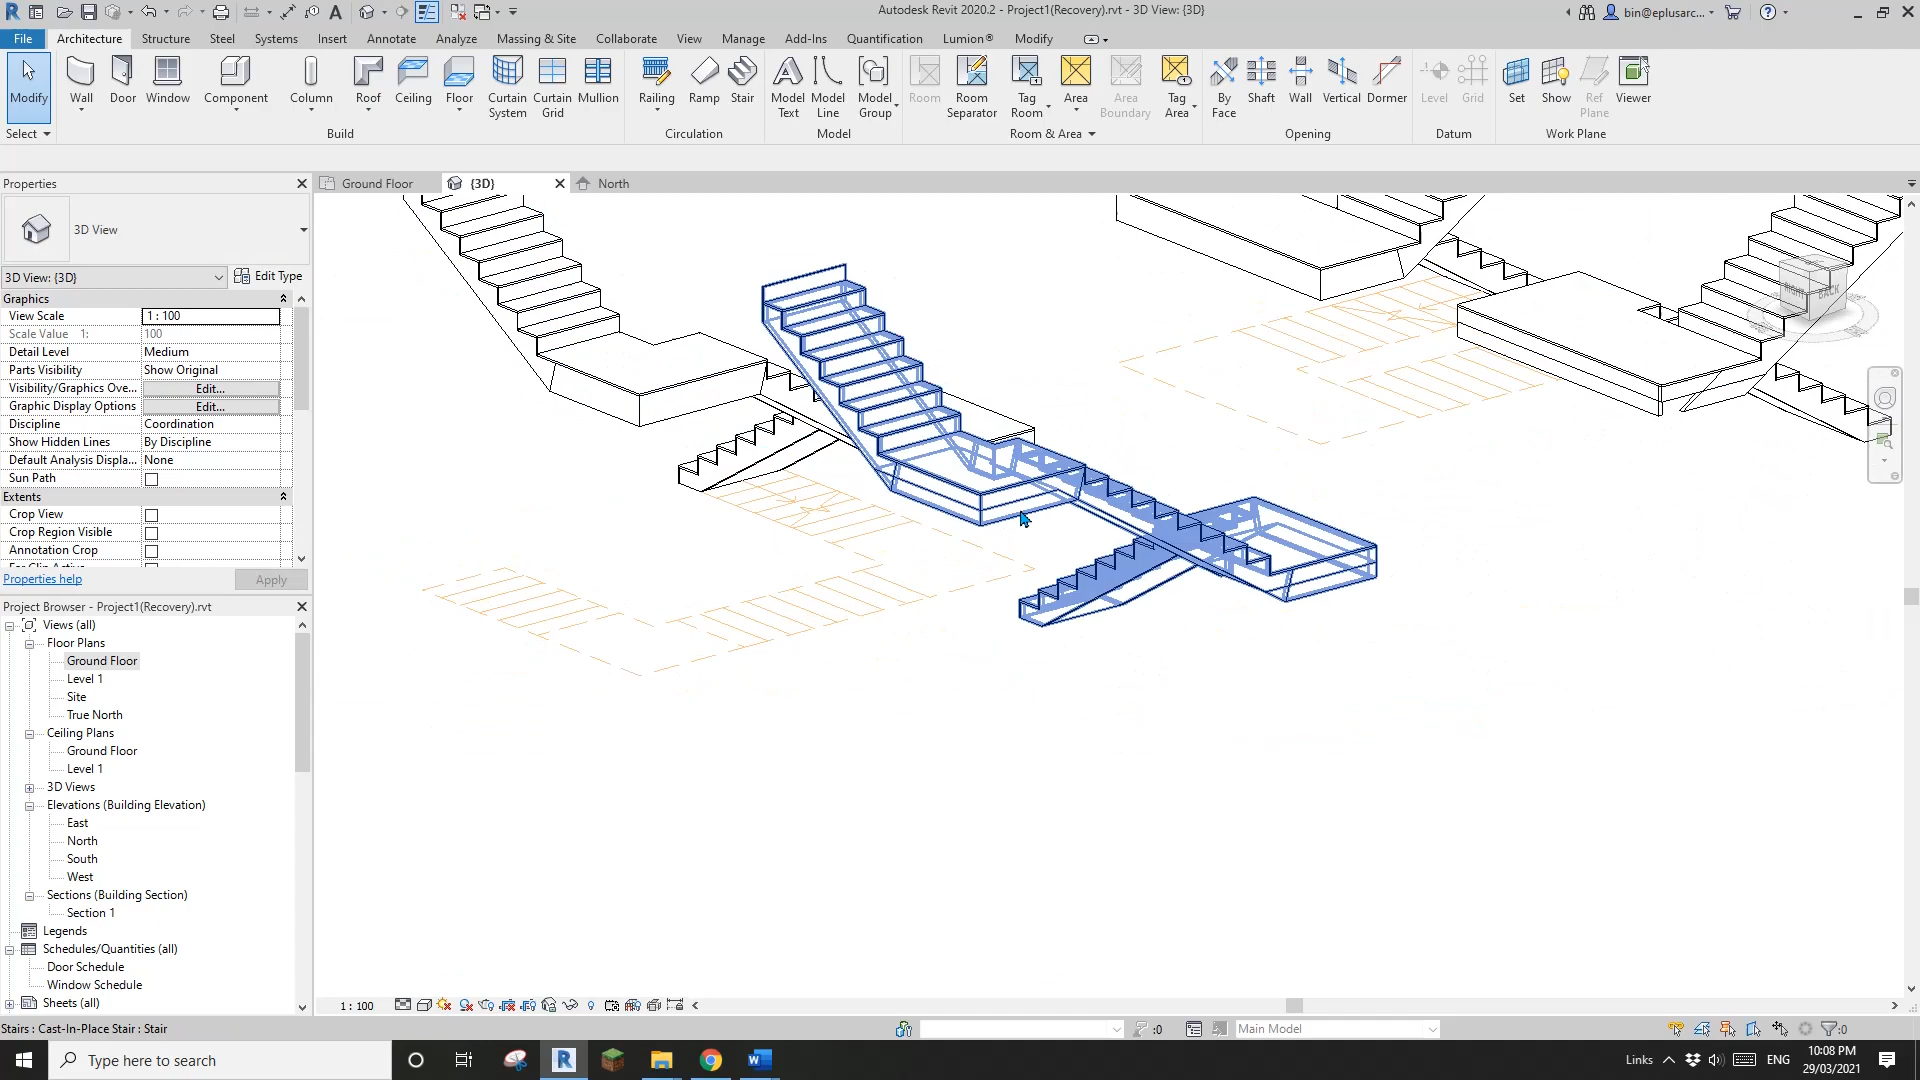 Autodesk Revit 2020.2 - Project1(Recovery).rvt - 3D View: {3D}
bin@eplusarc...
File Architecture Structure Steel Systems Insert Annotate Analyze Massing & Site Collaborate View Manage Add-Ins Quantification Lumion® Modify
Modify Wall Door Window Component Column Roof Ceiling Floor Curtain System Curtain Grid Mullion Railing Ramp Stair Model Text Model Line Model Group Room Room Separator Tag Room Area Area Boundary Tag Area By Face Shaft Wall Vertical Dormer Level Grid Set Show Ref Plane Viewer
Select Build Circulation Model Room & Area Opening Datum Work Plane
Properties
Ground Floor {3D} North
3D View
3D View: {3D} Edit Type
Graphics
View Scale 1 : 100
Scale Value 1: 100
Detail Level Medium
Parts Visibility Show Original
Visibility/Graphics Ove... Edit...
Graphic Display Options Edit...
Discipline Coordination
Show Hidden Lines By Discipline
Default Analysis Displa... None
Sun Path
Extents
Crop View
Crop Region Visible
Annotation Crop
Properties help Apply
Project Browser - Project1(Recovery).rvt
Views (all)
Floor Plans
Ground Floor
Level 1
Site
True North
Ceiling Plans
Ground Floor
Level 1
3D Views
Elevations (Building Elevation)
East
North
South
West
Sections (Building Section)
Section 1
Legends
Schedules/Quantities (all)
Door Schedule
Window Schedule
Sheets (all)
BACK
1 : 100
Stairs : Cast-In-Place Stair : Stair
:0
Main Model
:0
Type here to search
Links
ENG
10:08 PM
29/03/2021